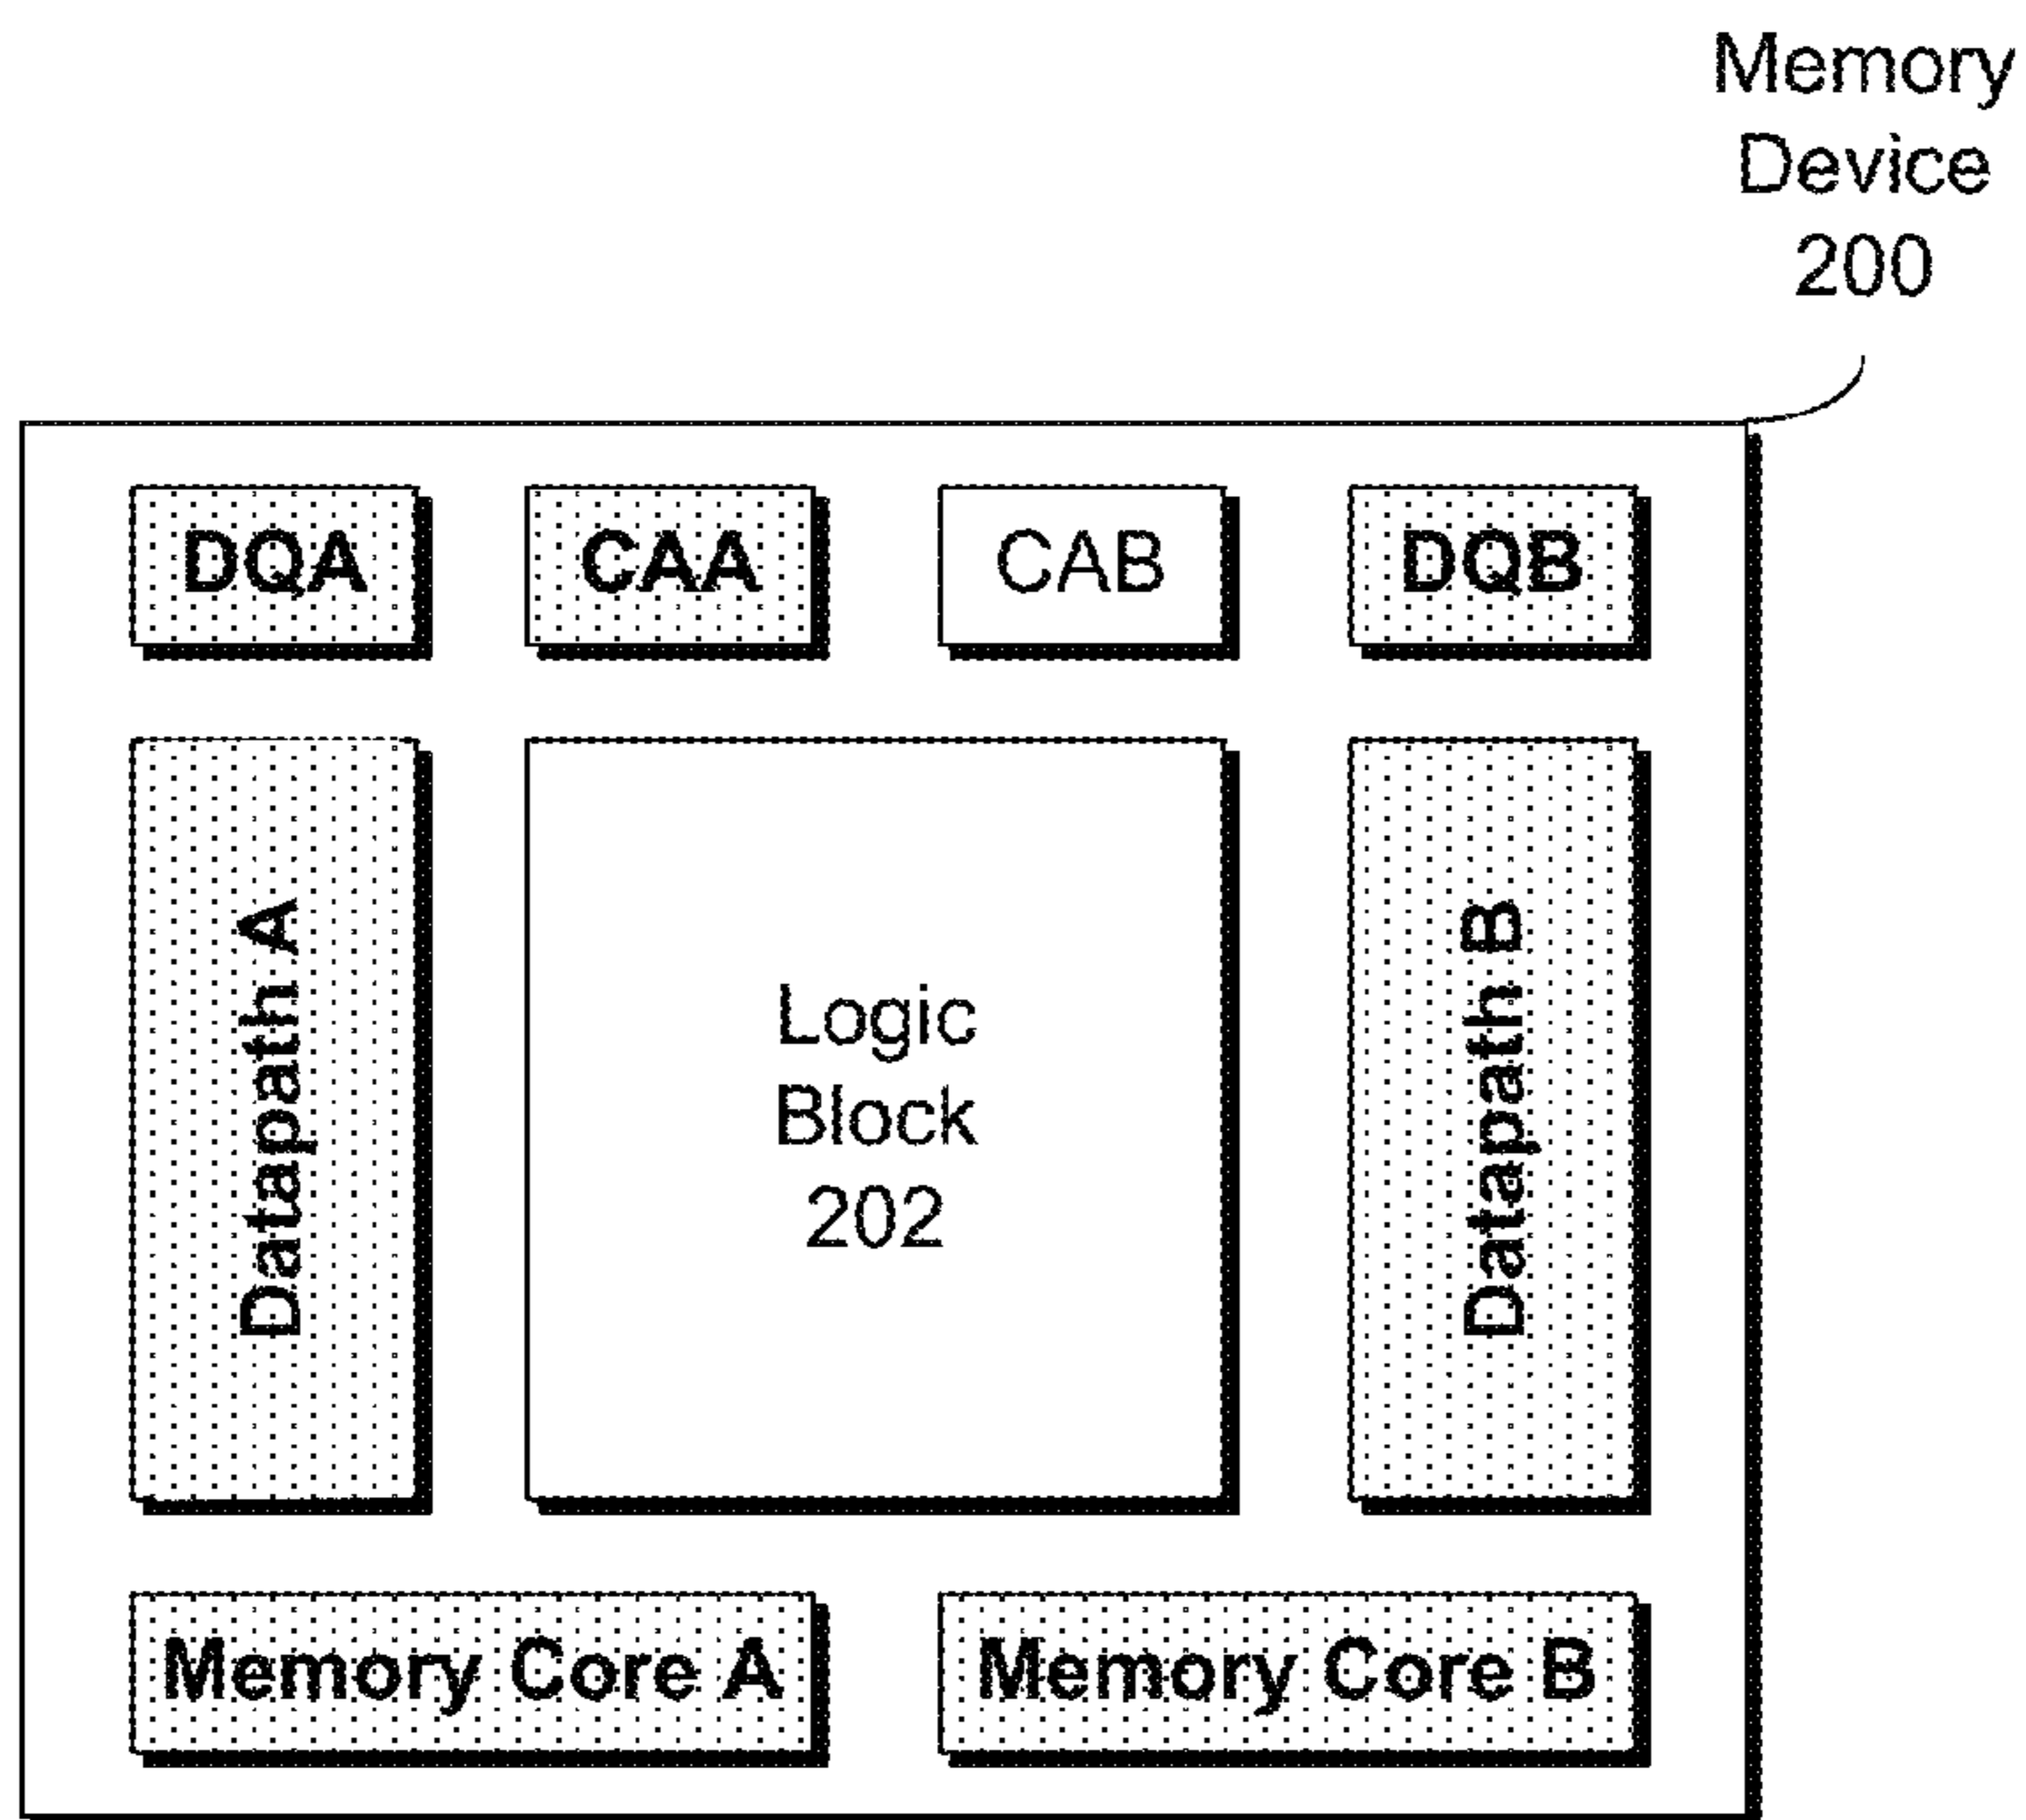 Memory
Device
200
DQA
CAA
CAB
DQB
Datapath A
Logic
Block
202
Datapath B
Memory Core A
Memory Core B